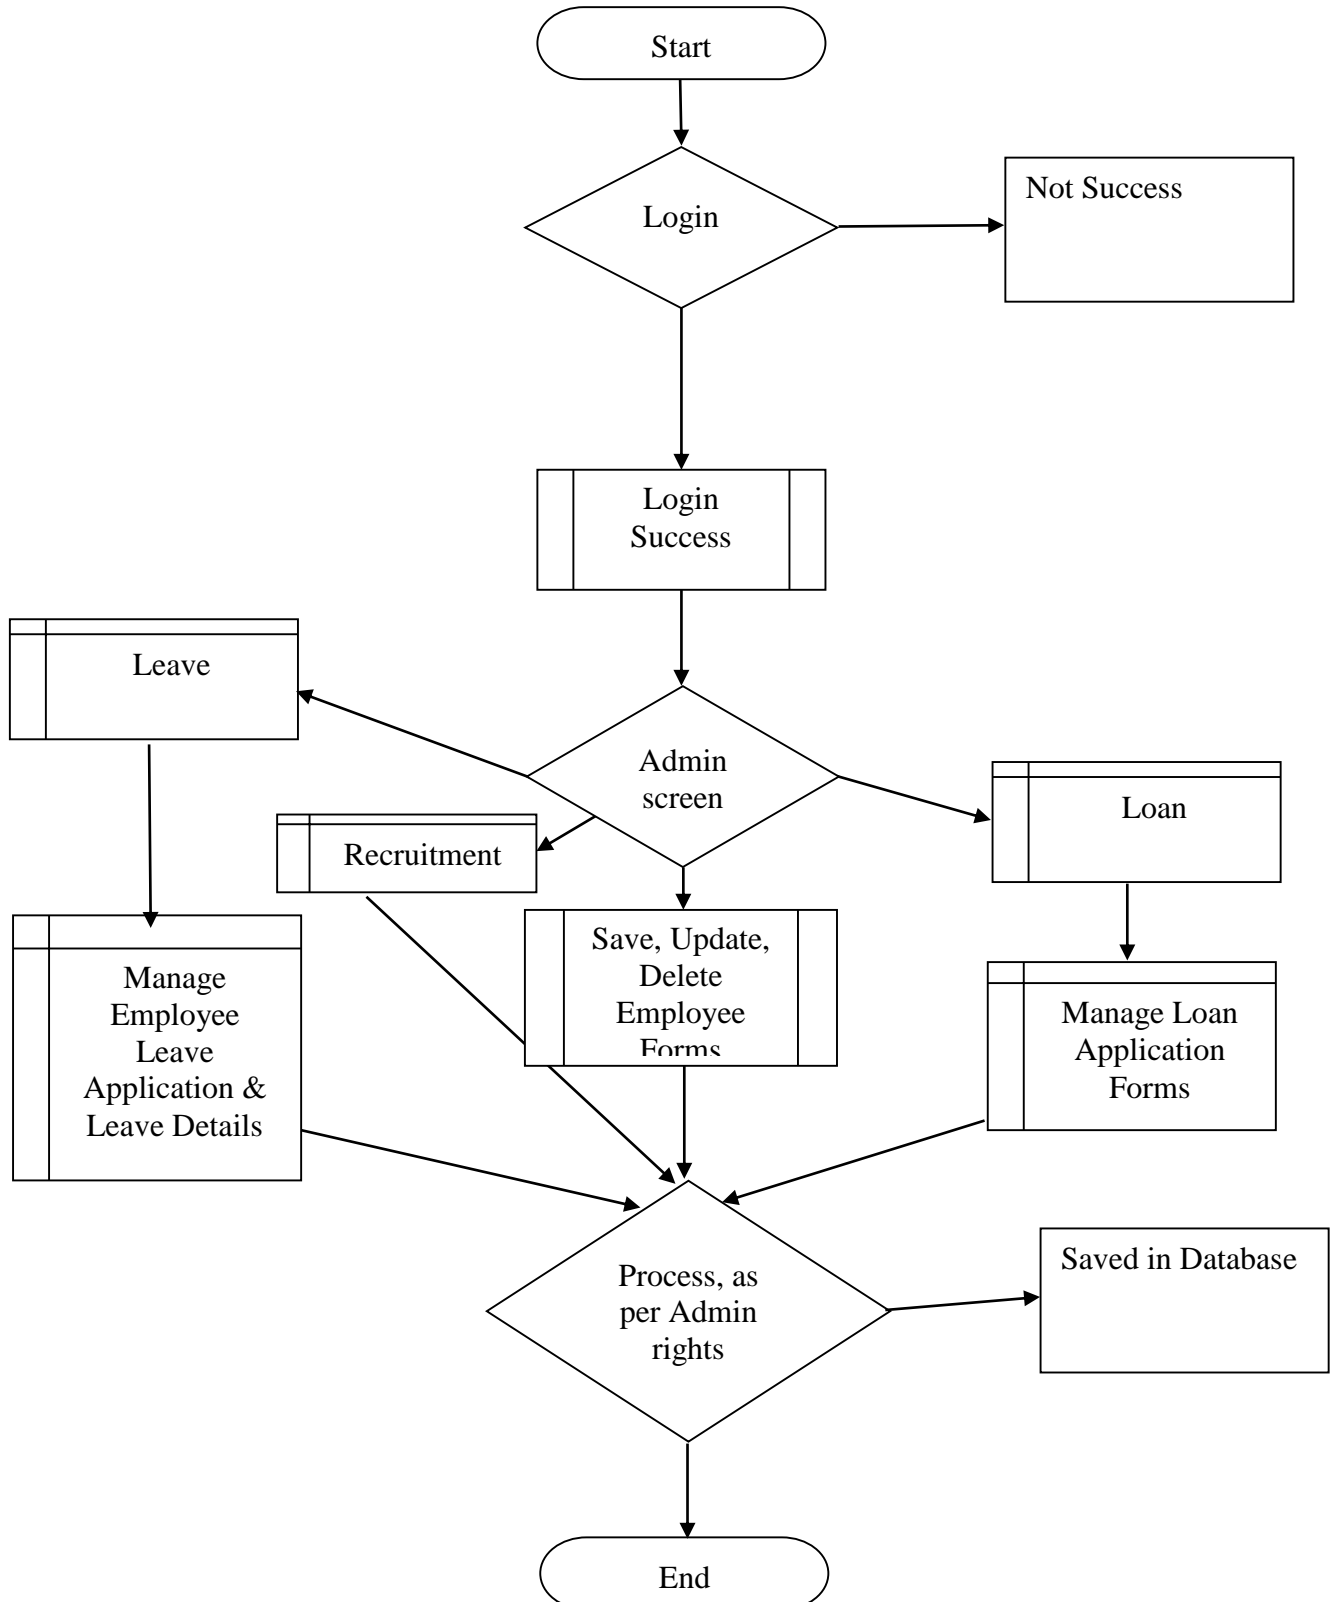 Start
Login
Not Success
Login
Success
Leave
Admin
screen
Loan
Recruitment
Save, Update,
Delete
Employee
Forms
Manage
Employee
Leave
Application &
Leave Details
Manage Loan
Application
Forms
Process, as
per Admin
rights
Saved in Database
End